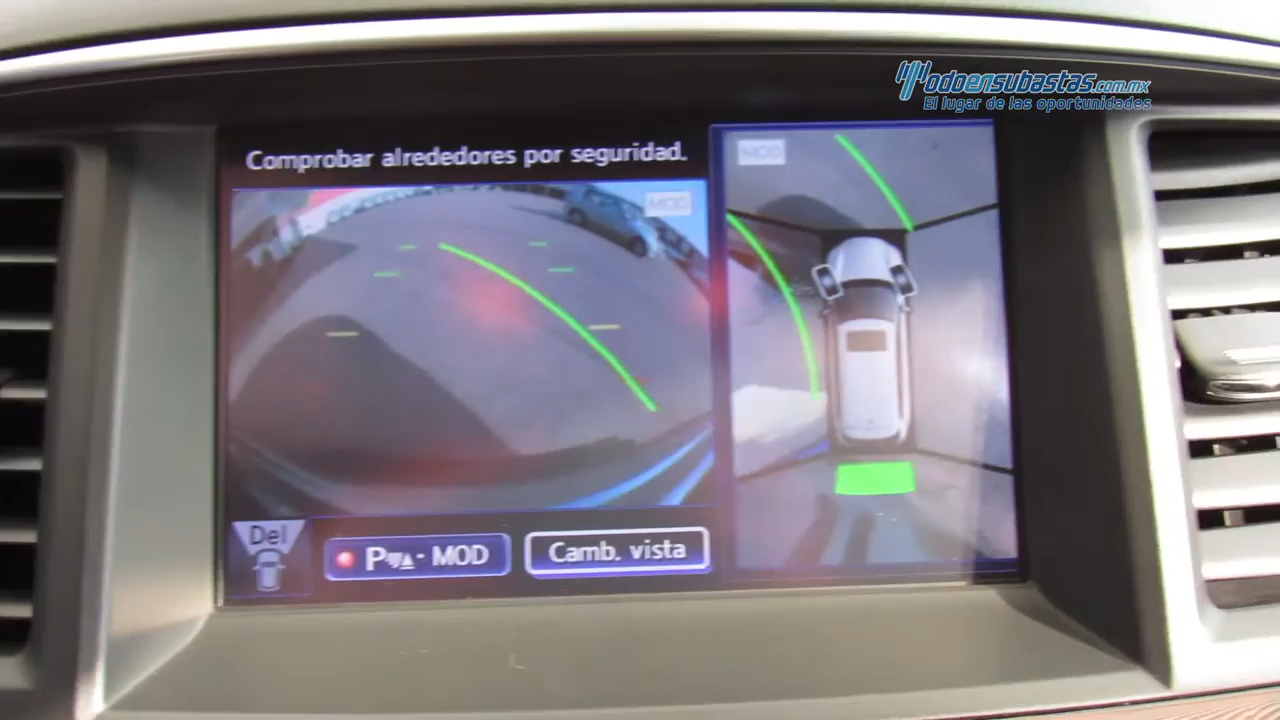 Todoensubastas.com.mx
El lugar de las oportunidades
Comprobar alrededores por seguridad.
MOD
MOD
Del
P - MOD
Camb. vista